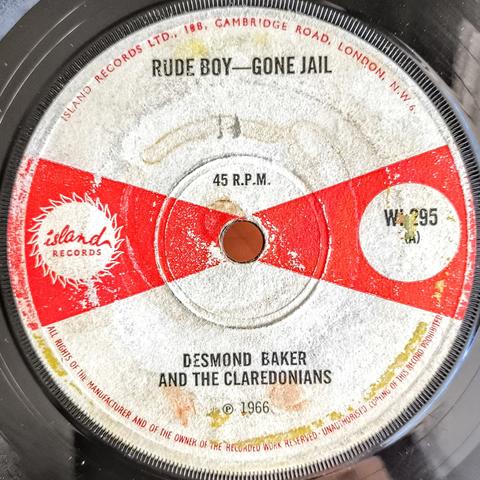 ISLAND RECORDS LTD., 108, CAMBRIDGE ROAD, LONDON, N.W.6.
RUDE BOY—GONE JAIL
45 R.P.M.
island
RECORDS
WI 295
(A)
DESMOND BAKER
AND THE CLAREDONIANS
℗ 1966
ALL RIGHTS OF THE MANUFACTURER AND OF THE OWNER OF THE RECORDED WORK RESERVED·UNAUTHORISED COPYING OF THIS RECORD PROHIBITED